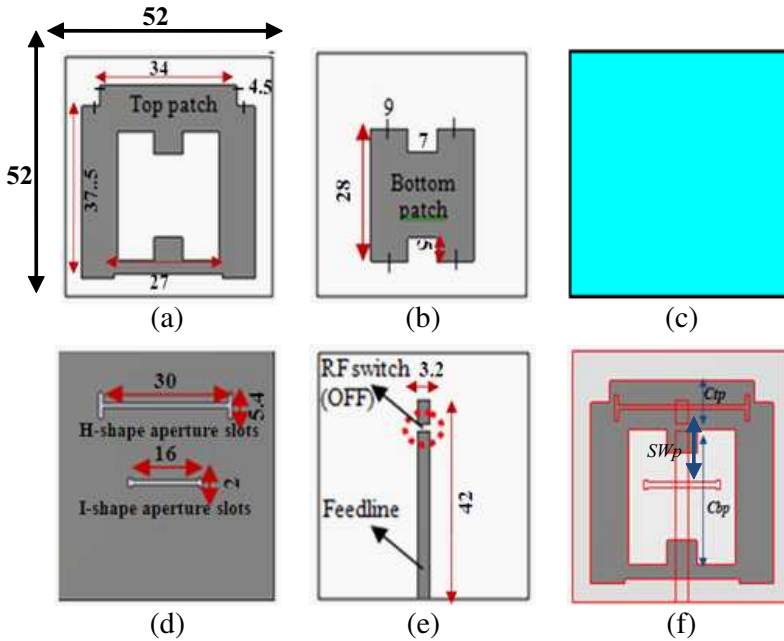 52
52
34
4.5
Top patch
37..5
27
(a)
9
7
28
Bottom
patch
5
(b)
(c)
30
5.4
H-shape aperture slots
16
2
I-shape aperture slots
(d)
RF switch
(OFF)
3.2
42
Feedline
(e)
Ctp
SWp
Cbp
(f)